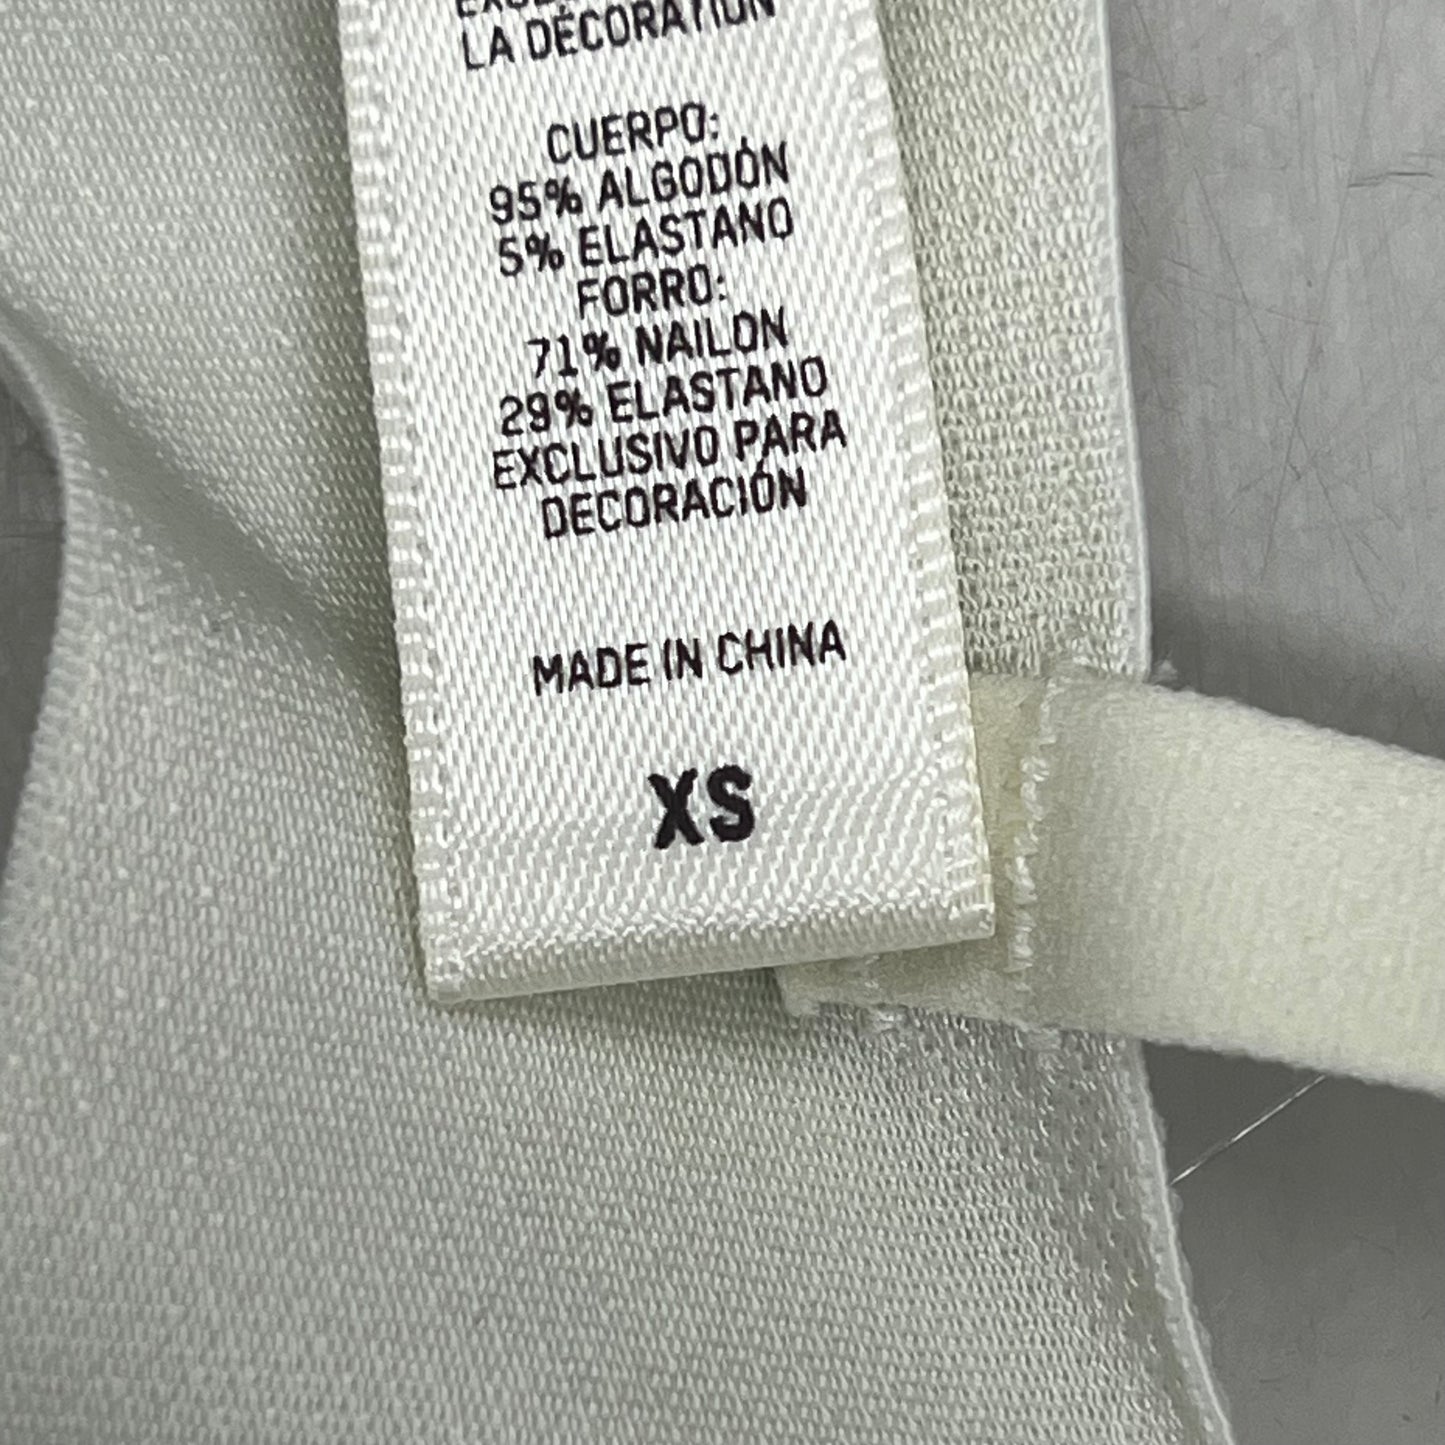 LA DÉCORATION
CUERPO:
95% ALGODÓN
5% ELASTANO
FORRO:
71% NAILON
29% ELASTANO
EXCLUSIVO PARA
DECORACIÓN
MADE IN CHINA
XS